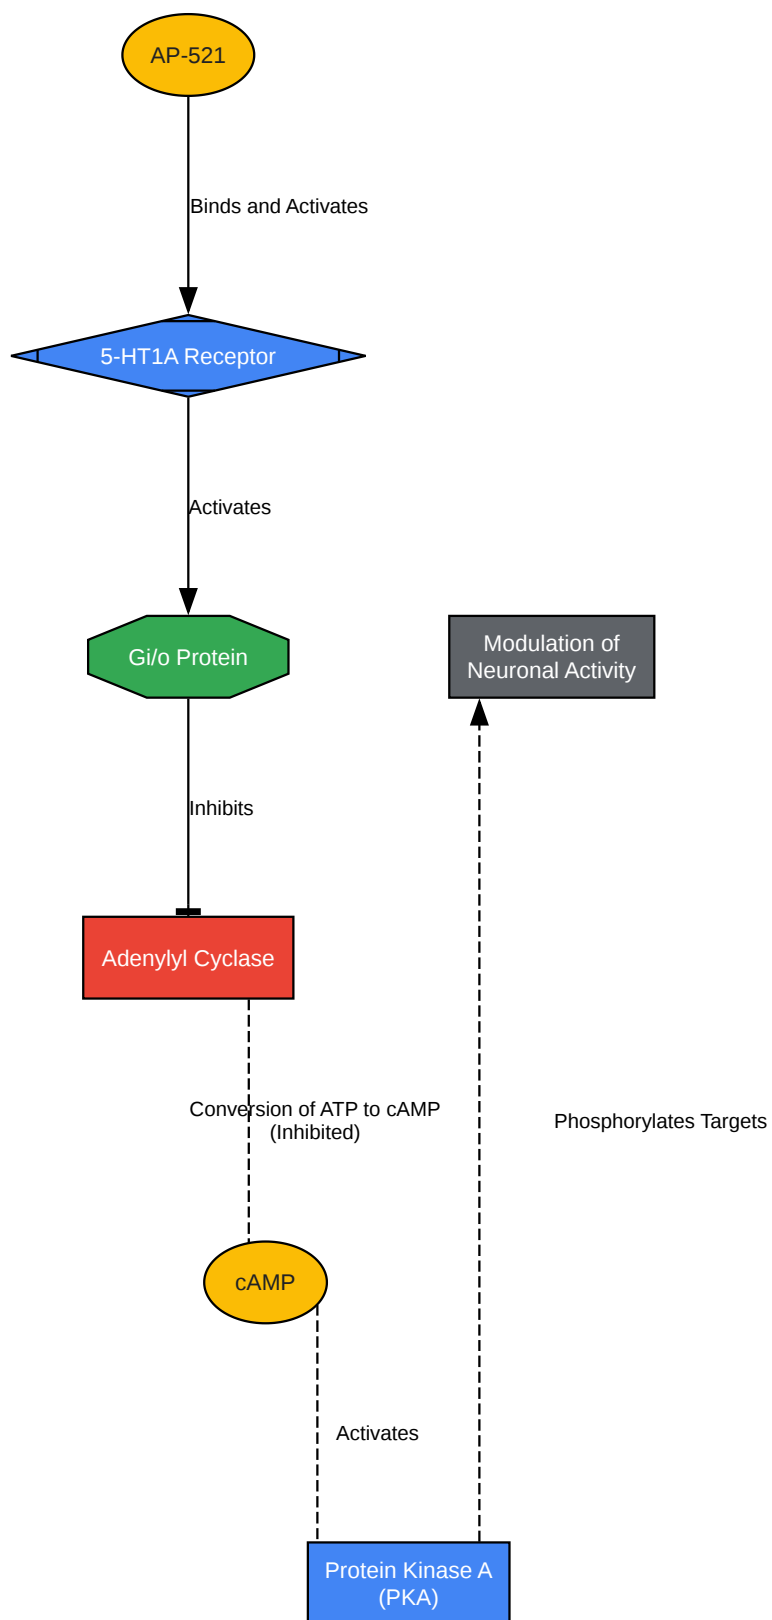 AP-521
Binds and Activates
5-HT1A Receptor
Activates
Gi/o Protein
Modulation of
Neuronal Activity
Inhibits
Adenylyl Cyclase
Conversion of ATP to cAMP
(Inhibited)
Phosphorylates Targets
cAMP
Activates
Protein Kinase A
(PKA)